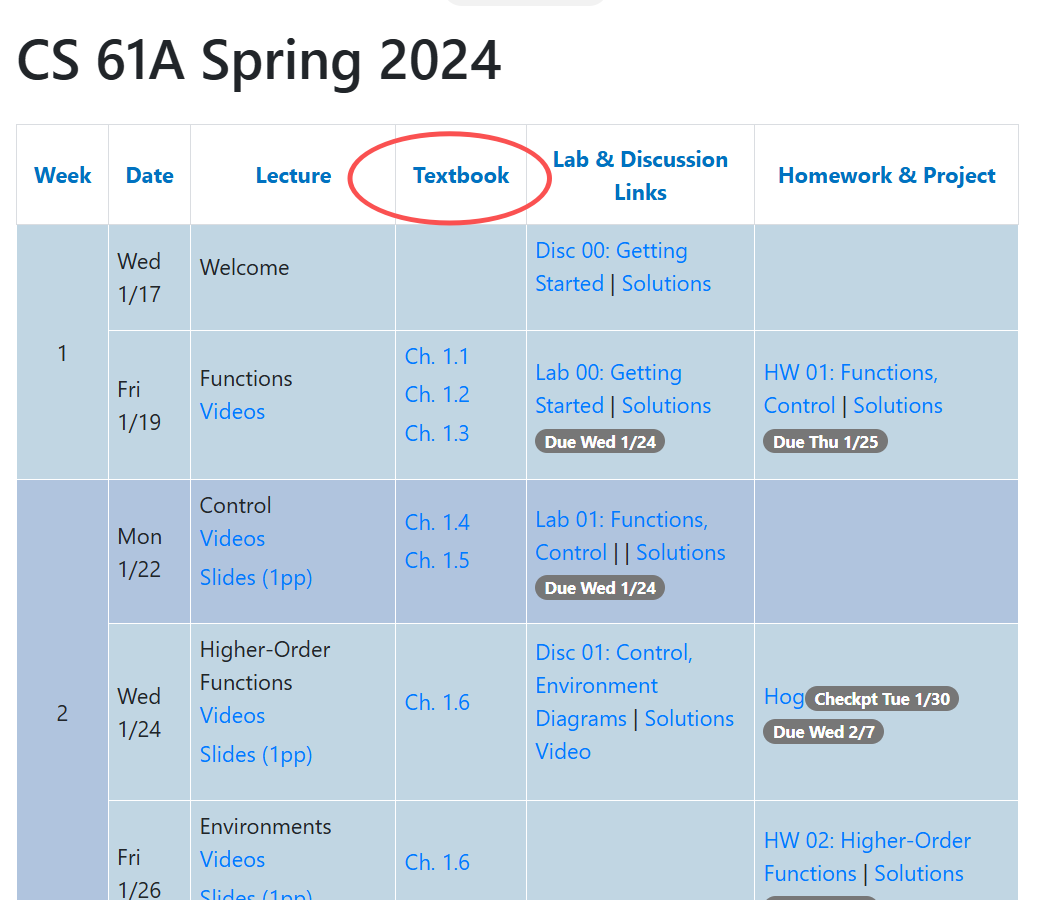 CS 61A Spring 2024
Week Date Lecture Textbook Lab & Discussion
Links Homework & Project
1
Wed
1/17
Welcome
Disc 00: Getting
Started | Solutions
Fri
1/19
Functions
Videos
Ch. 1.1
Ch. 1.2
Ch. 1.3
Lab 00: Getting
Started | Solutions
Due Wed 1/24
HW 01: Functions,
Control | Solutions
Due Thu 1/25
2
Mon
1/22
Control
Videos
Slides (1pp)
Ch. 1.4
Ch. 1.5
Lab 01: Functions,
Control | | Solutions
Due Wed 1/24
Wed
1/24
Higher-Order
Functions
Videos
Slides (1pp)
Ch. 1.6
Disc 01: Control,
Environment
Diagrams | Solutions
Video
Hog Checkpt Tue 1/30
Due Wed 2/7
Fri
1/26
Environments
Videos
Slides (1pp)
Ch. 1.6
HW 02: Higher-Order
Functions | Solutions